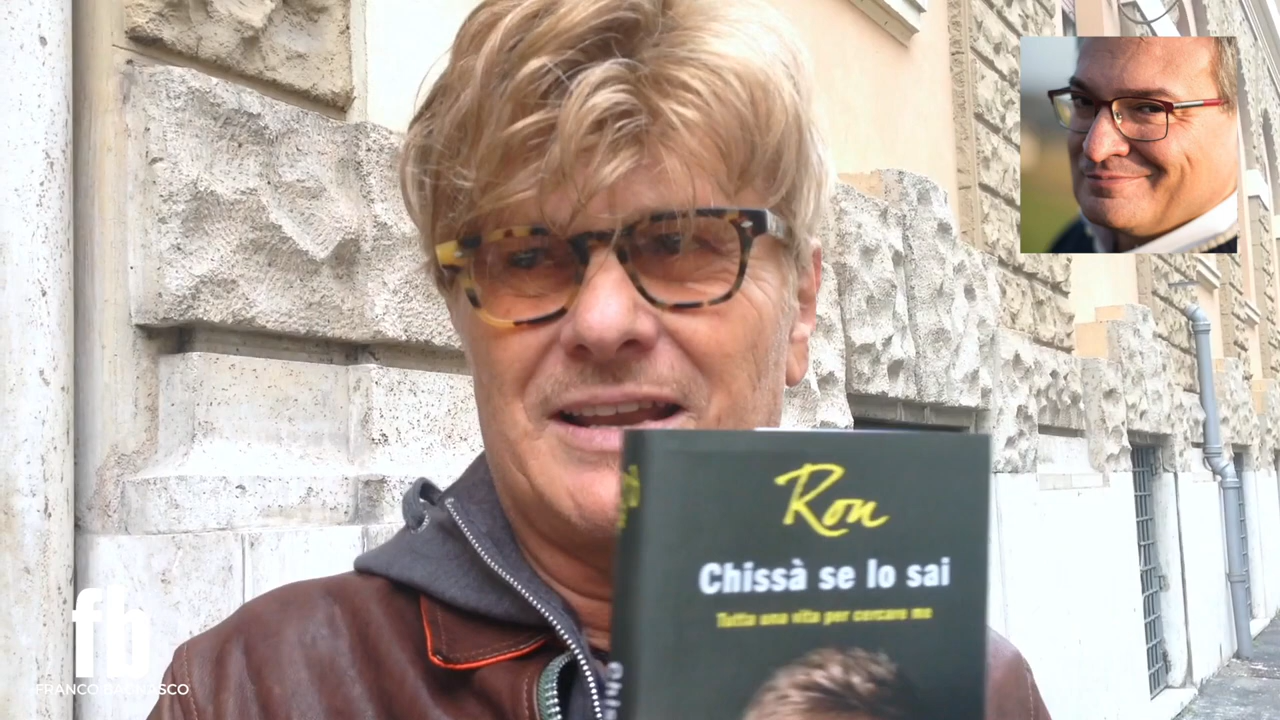 Ron
Chissà se lo sai
Tutta una vita per cercare me
fb
FRANCO BAGNASCO